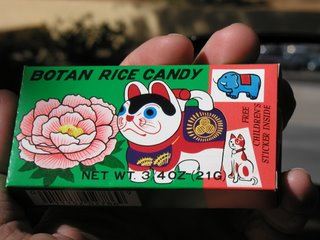 BOTAN RICE CANDY
FREE
CHILDREN'S
STICKER INSIDE
NET WT. 3/4OZ (21G)